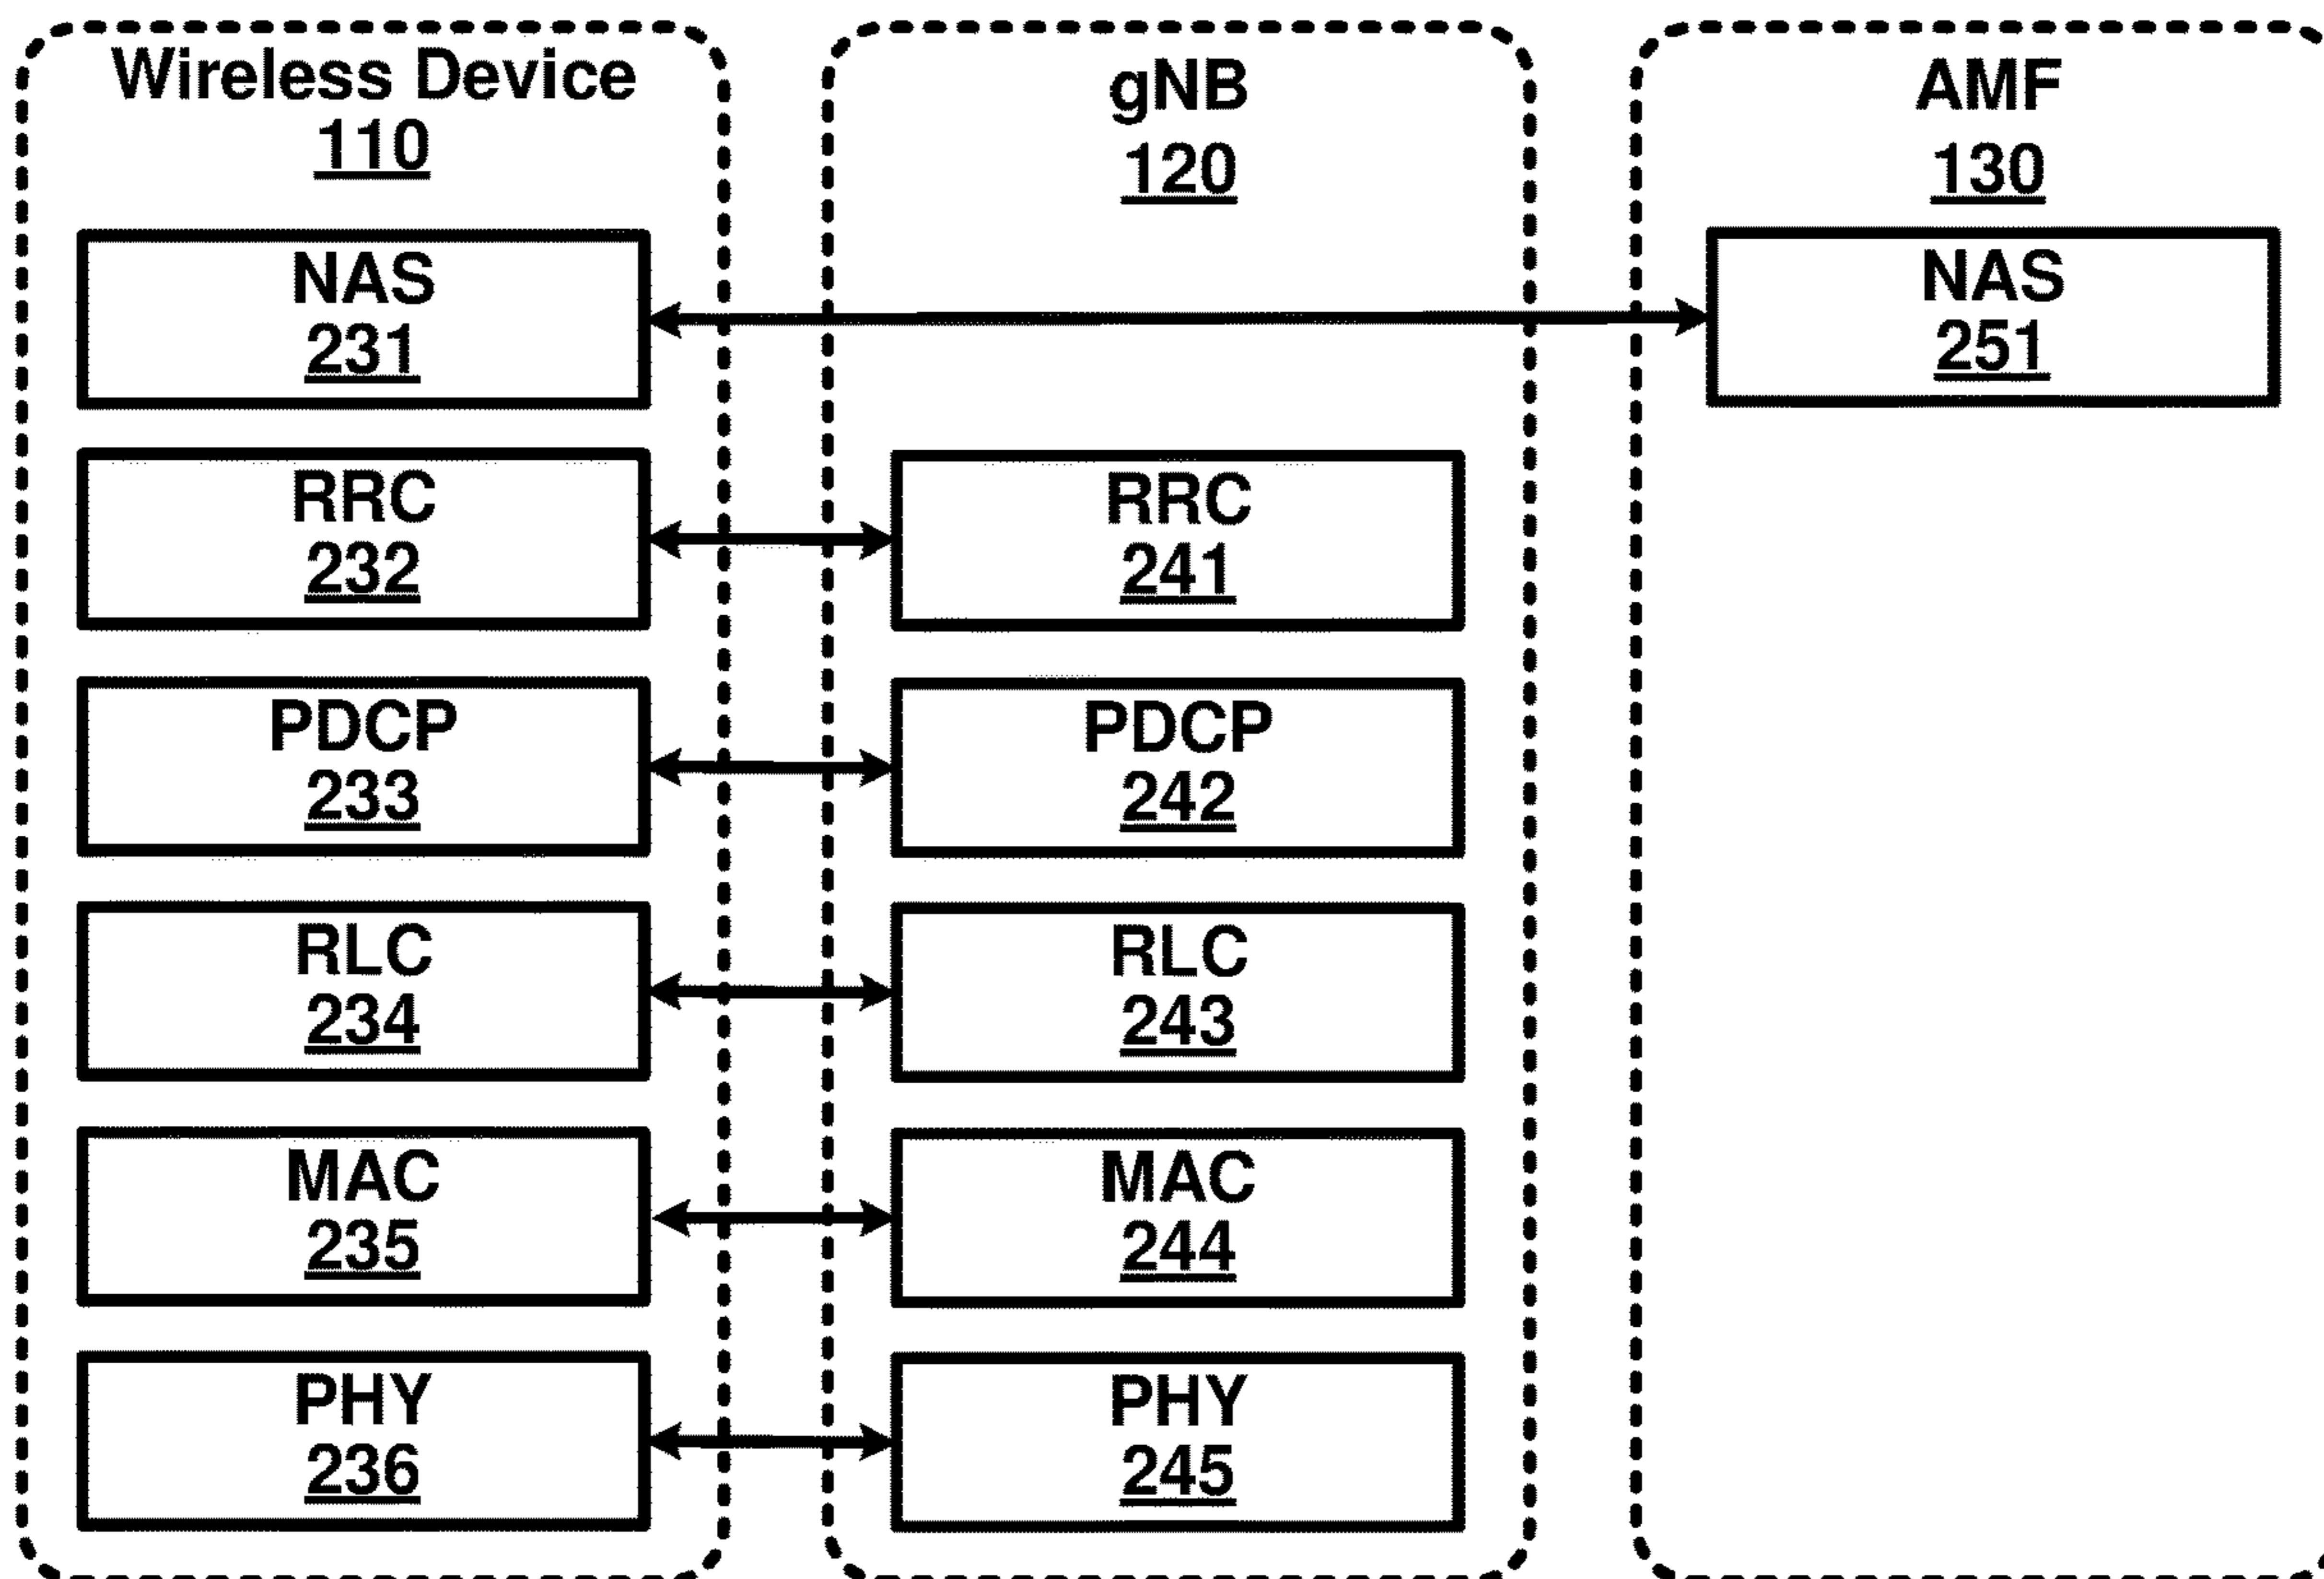 Wireless Device
110
NAS
231
RRC
232
PDCP
233
RLC
234
MAC
235
PHY
236
gNB
120
RRC
241
PDCP
242
RLC
243
MAC
244
PHY
245
AMF
130
NAS
251